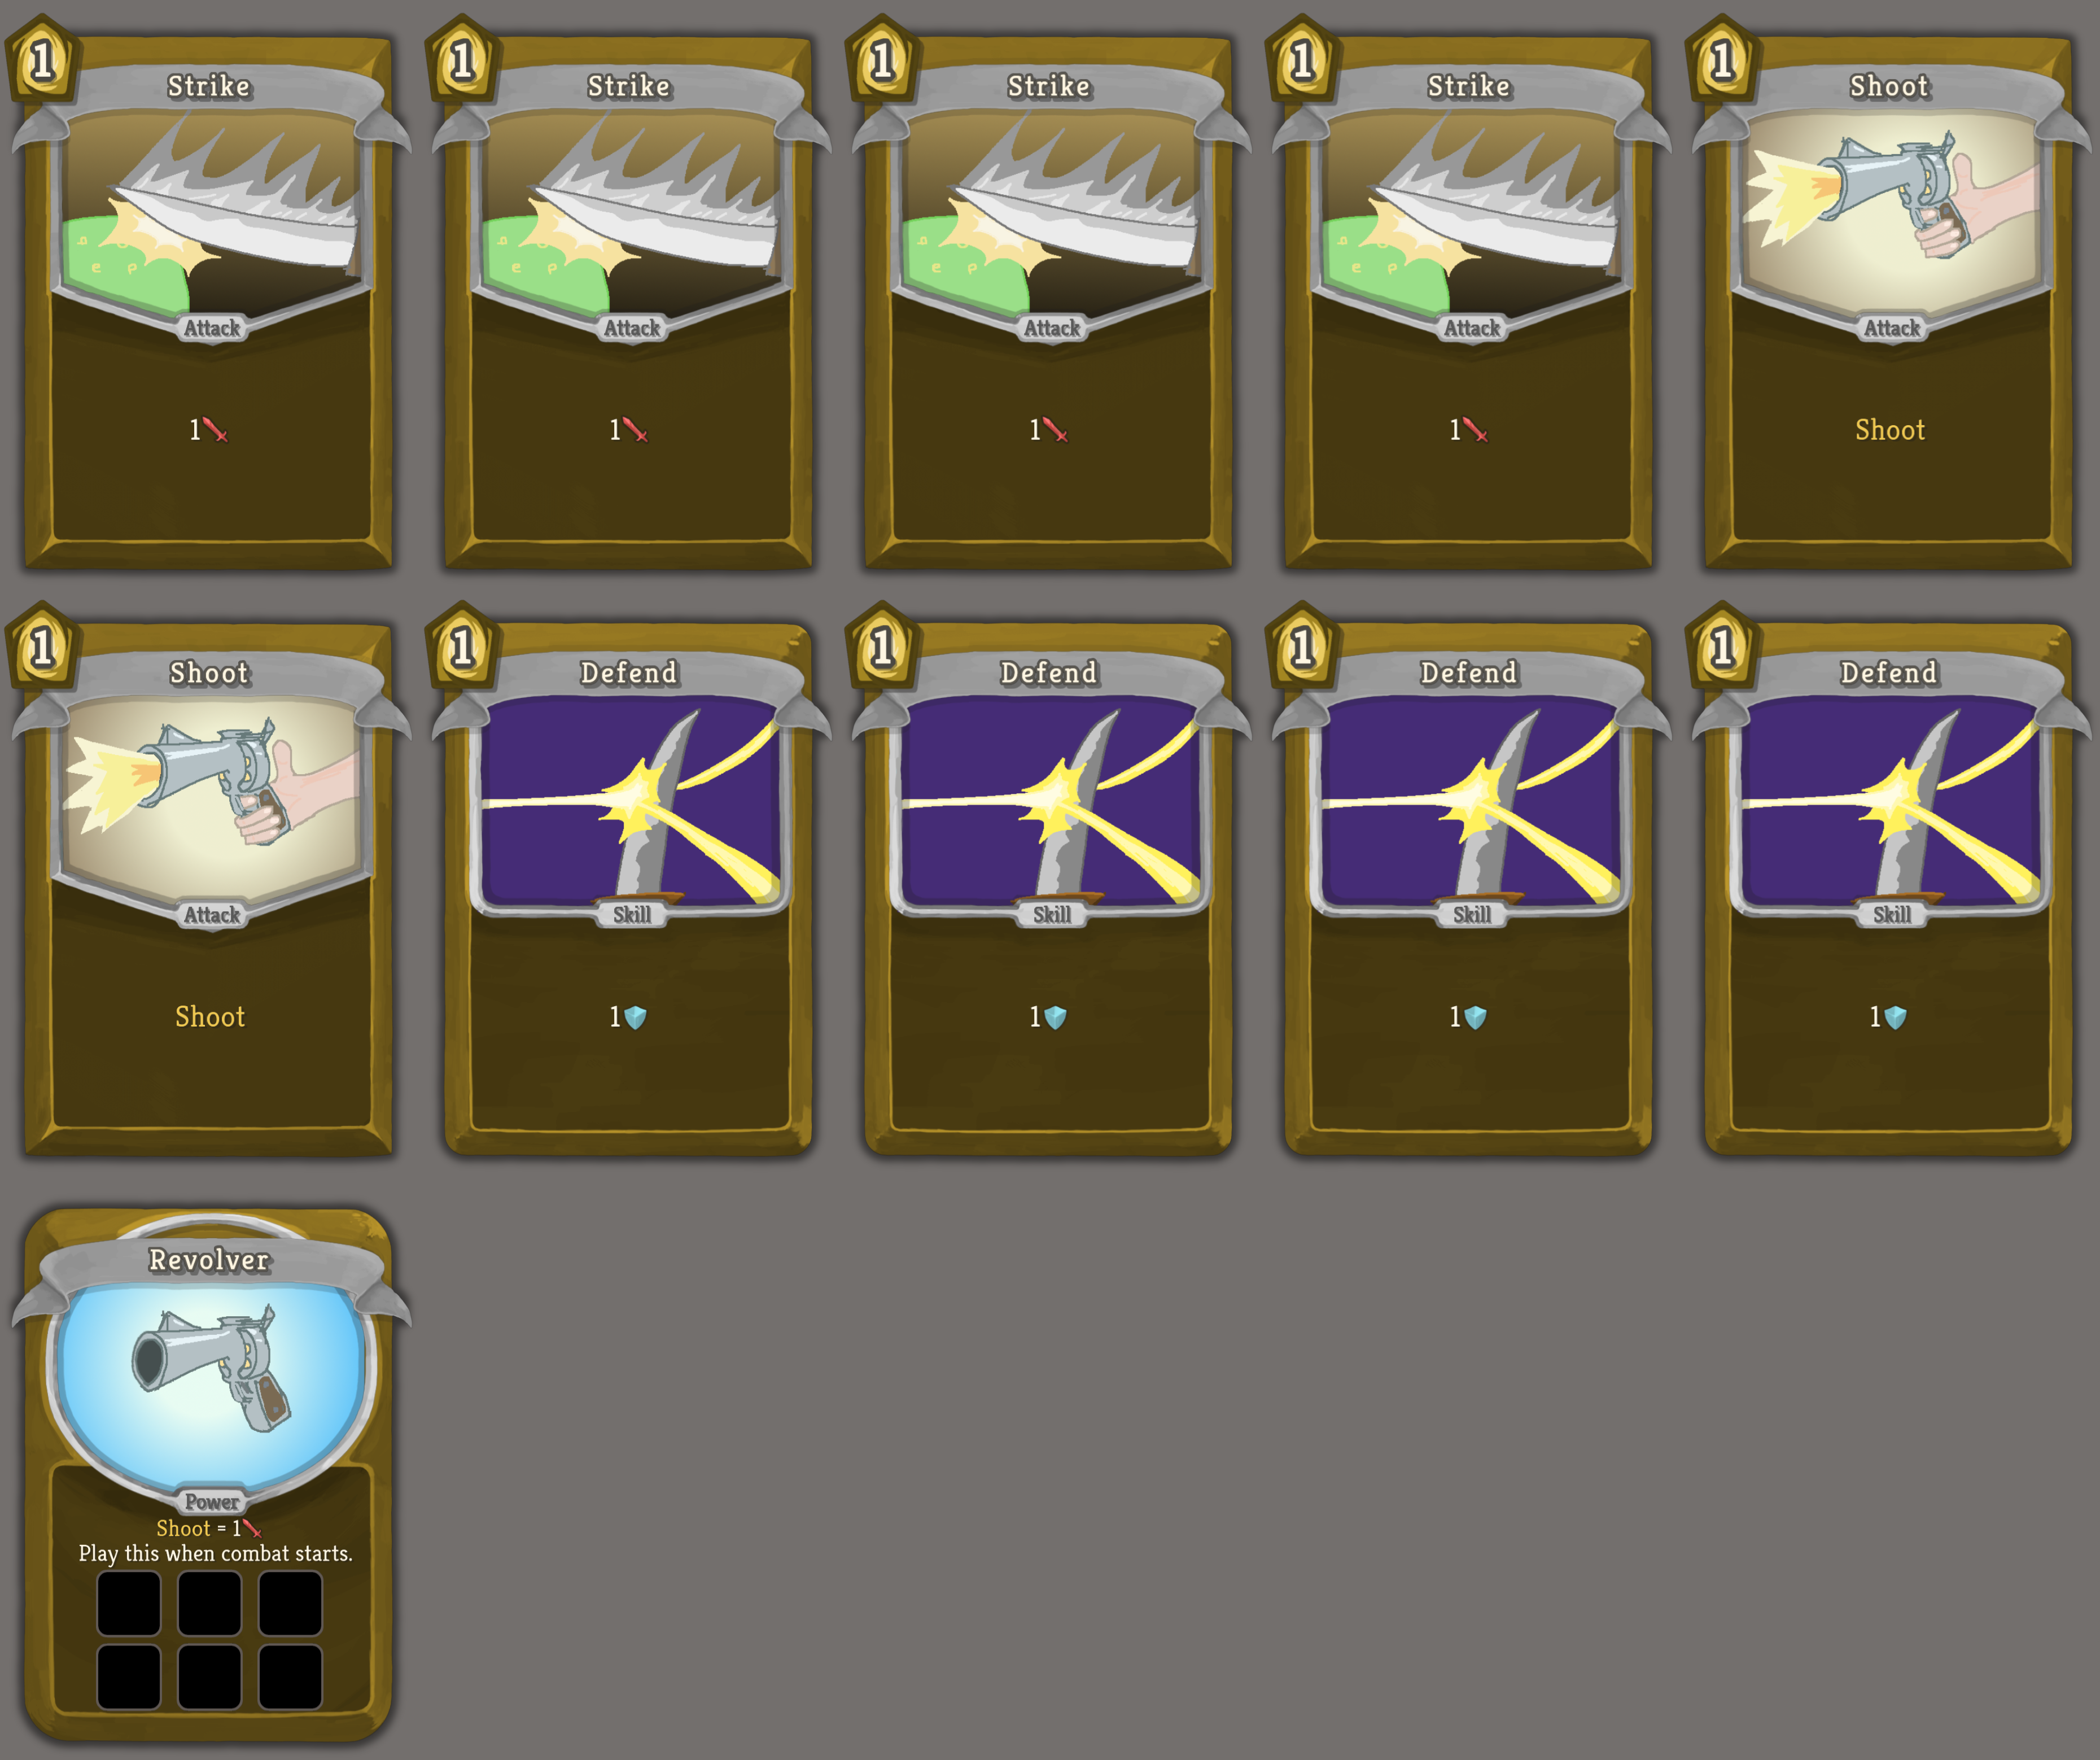 1
Strike
Attack
1
1
Strike
Attack
1
1
Strike
Attack
1
1
Strike
Attack
1
1
Shoot
Attack
Shoot
1
Shoot
Attack
Shoot
1
Defend
Skill
1
1
Defend
Skill
1
1
Defend
Skill
1
1
Defend
Skill
1
Revolver
Power
Shoot = 1
Play this when combat starts.